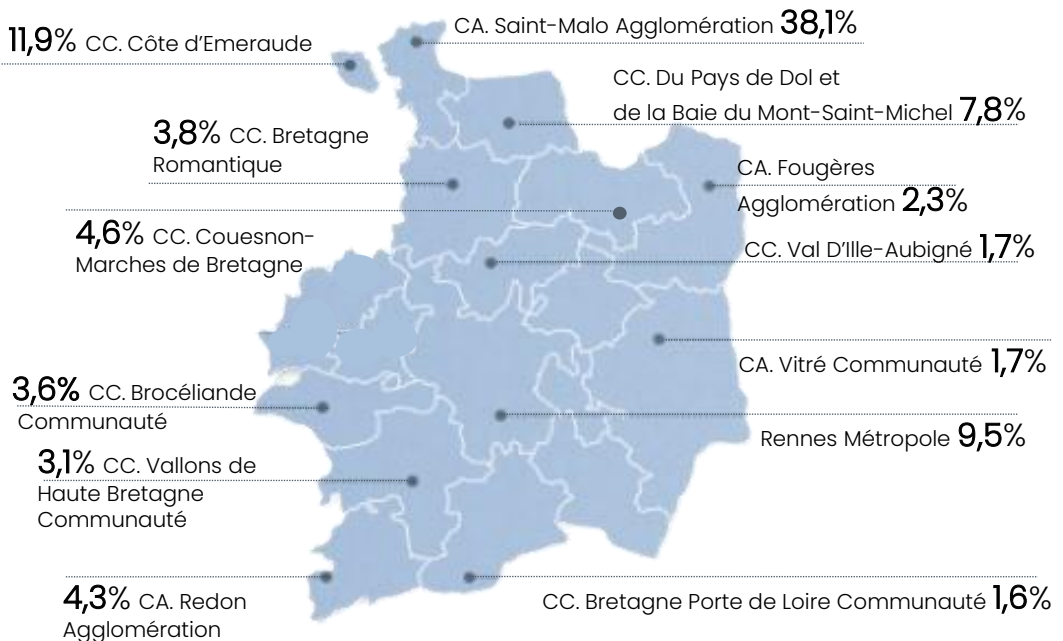 CA. Saint-Malo Agglomération 38,1%
11,9% CC. Côte d’Emeraude
CC. Du Pays de Dol et
de la Baie du Mont-Saint-Michel 7,8%
3,8% CC. Bretagne
Romantique
CA. Fougères
Agglomération 2,3%
4,6% CC. Couesnon-
Marches de Bretagne
CC. Val D’Ille-Aubigné 1,7%
CA. Vitré Communauté 1,7%
3,6% CC. Brocéliande
Communauté
Rennes Métropole 9,5%
3,1% CC. Vallons de
Haute Bretagne
Communauté
4,3% CA. Redon
Agglomération
CC. Bretagne Porte de Loire Communauté 1,6%